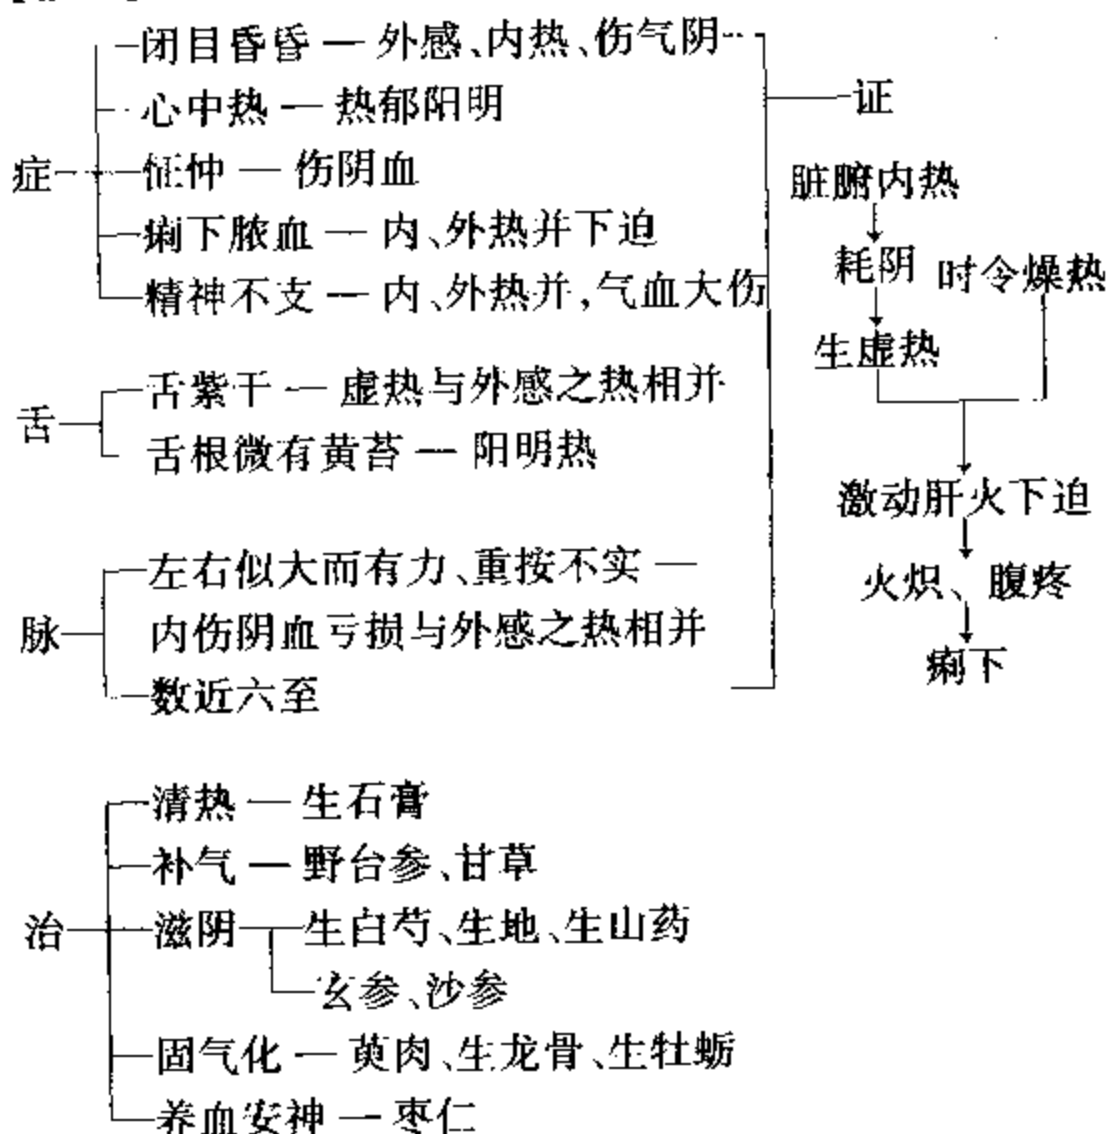 闭目昏昏 — 外感、内热、伤气阴
心中热 — 热郁阳明
症
怔忡 — 伤阴血
痢下脓血 — 内、外热并下迫
精神不支 — 内、外热并,气血大伤
舌紫干 — 虚热与外感之热相并
舌
舌根微有黄苔 — 阳明热
左右似大而有力、重按不实 —
脉
内伤阴血亏损与外感之热相并
数近六至
证
脏腑内热
耗阴 时令燥热
生虚热
激动肝火下迫
火炽、腹疼
痢下
清热 — 生石膏
补气 — 野台参、甘草
治
滋阴 生白芍、生地、生山药
玄参、沙参
固气化 — 萸肉、生龙骨、生牡蛎
养血安神 — 枣仁